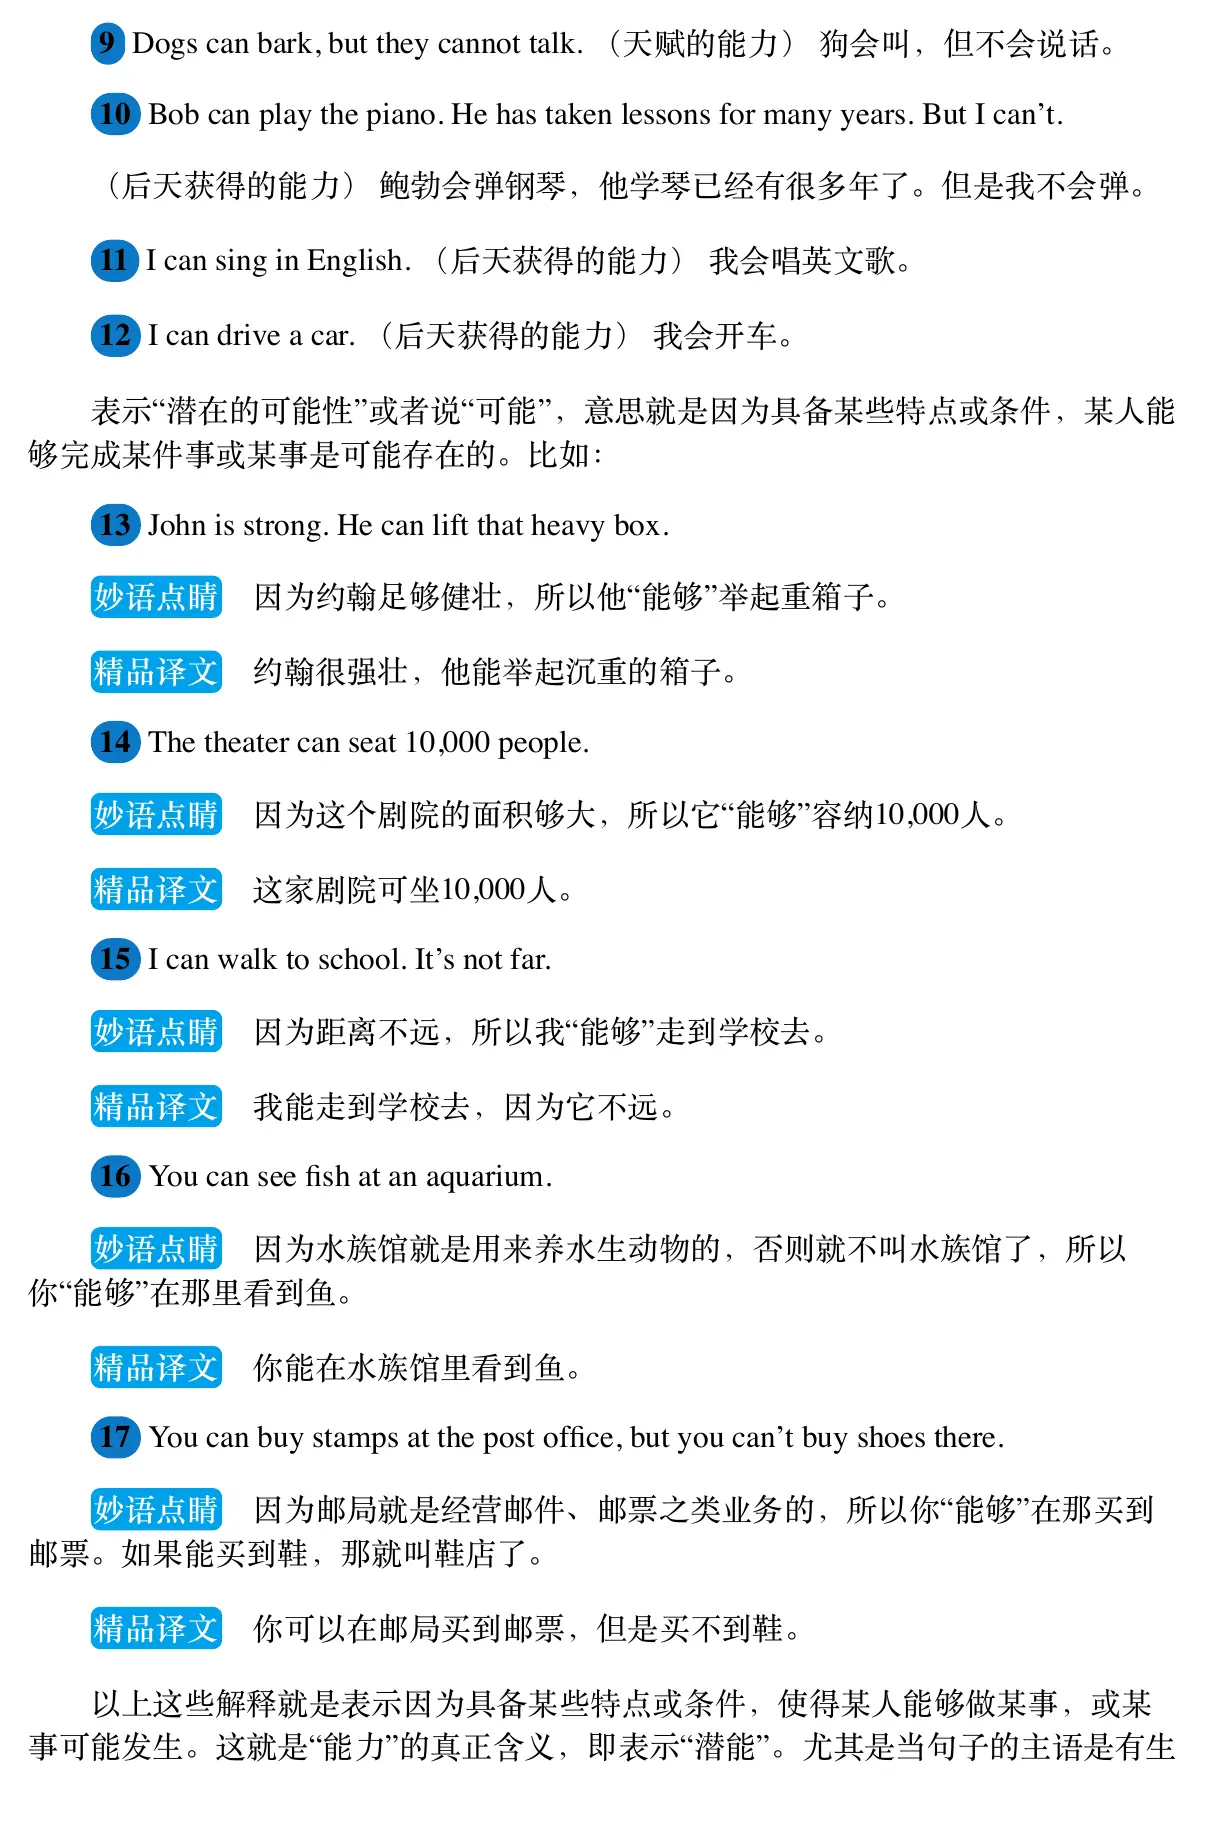 9 Dogs can bark, but they cannot talk. （天赋的能力） 狗会叫，但不会说话。
10 Bob can play the piano. He has taken lessons for many years. But I can’t.
（后天获得的能力） 鲍勃会弹钢琴，他学琴已经有很多年了。但是我不会弹。
11 I can sing in English. （后天获得的能力） 我会唱英文歌。
12 I can drive a car. （后天获得的能力） 我会开车。
表示“潜在的可能性”或者说“可能”，意思就是因为具备某些特点或条件，某人能
够完成某件事或某事是可能存在的。比如：
13 John is strong. He can lift that heavy box.
妙语点睛 因为约翰足够健壮，所以他“能够”举起重箱子。
精品译文 约翰很强壮，他能举起沉重的箱子。
14 The theater can seat 10,000 people.
妙语点睛 因为这个剧院的面积够大，所以它“能够”容纳10,000人。
精品译文 这家剧院可坐10,000人。
15 I can walk to school. It’s not far.
妙语点睛 因为距离不远，所以我“能够”走到学校去。
精品译文 我能走到学校去，因为它不远。
16 You can see fish at an aquarium.
妙语点睛 因为水族馆就是用来养水生动物的，否则就不叫水族馆了，所以
你“能够”在那里看到鱼。
精品译文 你能在水族馆里看到鱼。
17 You can buy stamps at the post office, but you can’t buy shoes there.
妙语点睛 因为邮局就是经营邮件、邮票之类业务的，所以你“能够”在那买到
邮票。如果能买到鞋，那就叫鞋店了。
精品译文 你可以在邮局买到邮票，但是买不到鞋。
以上这些解释就是表示因为具备某些特点或条件，使得某人能够做某事，或某
事可能发生。这就是“能力”的真正含义，即表示“潜能”。尤其是当句子的主语是有生